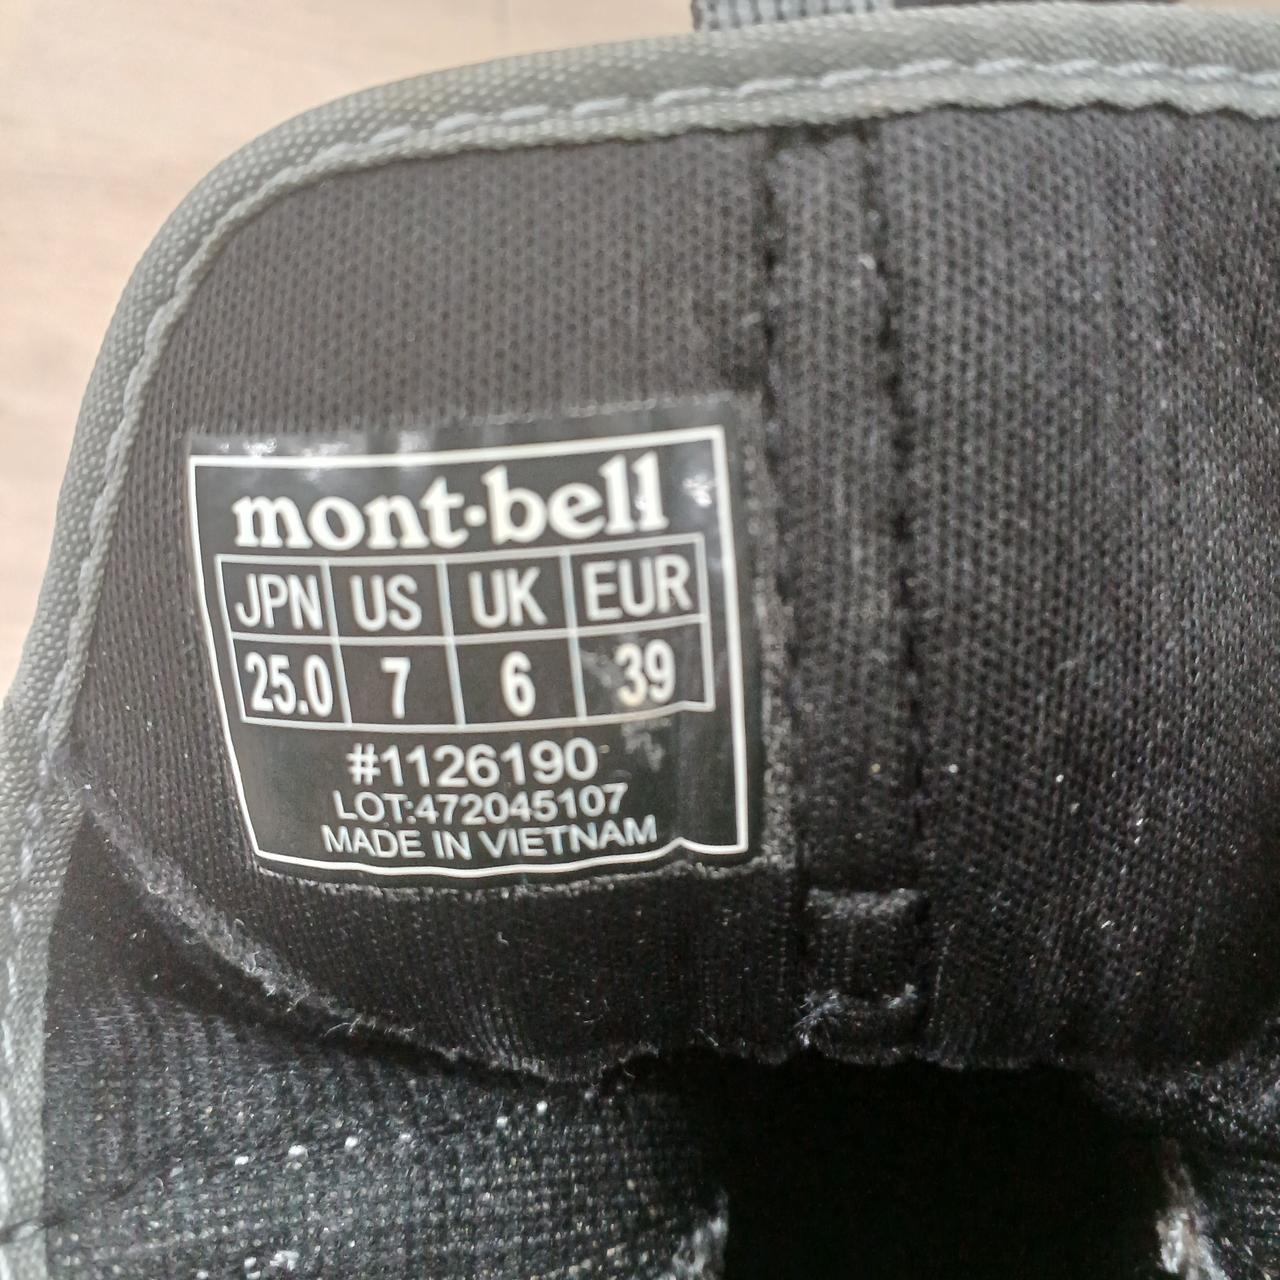 mont-bell
JPN US UK EUR
25.0 7 6 39
#1126190
LOT:472045107
MADE IN VIETNAM